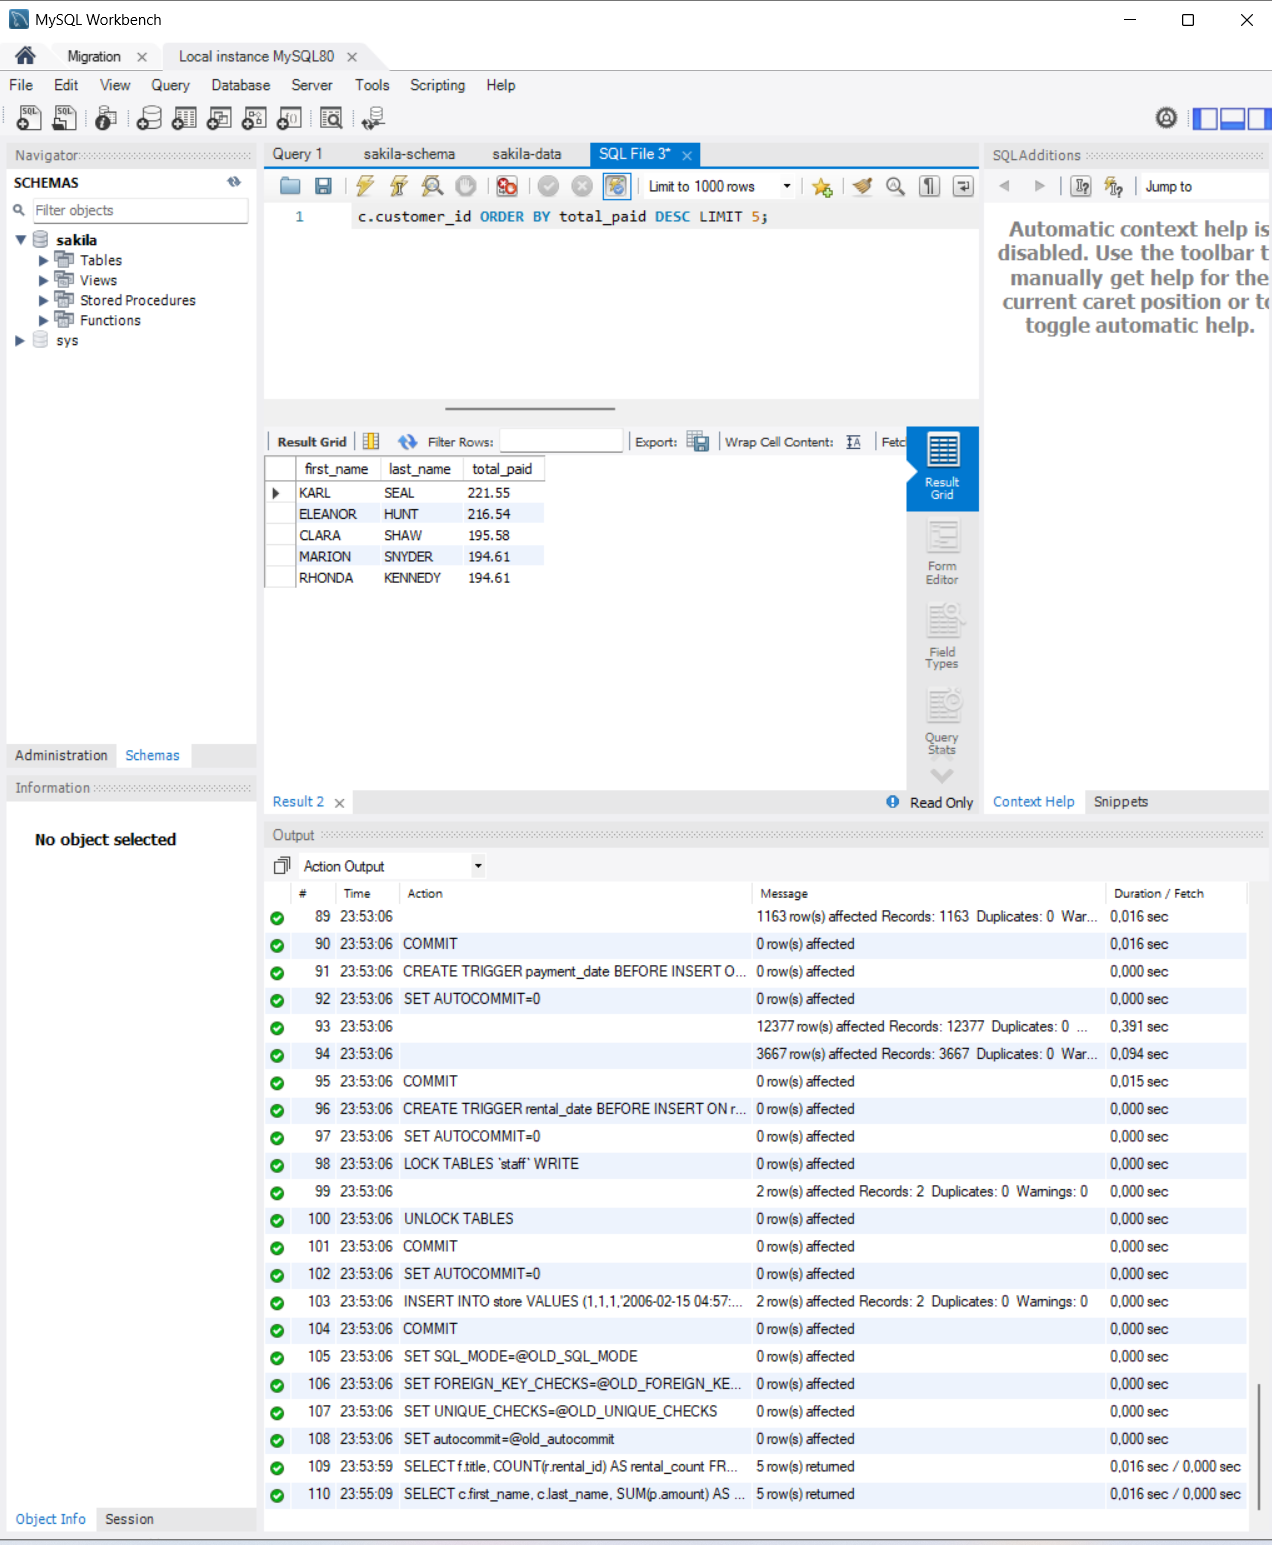 MySQL Workbench
Migration
Local instance MySQL80
File Edit View Query Database Server Tools Scripting Help
Navigator
SCHEMAS
Filter objects
sakila
Tables
Views
Stored Procedures
Functions
sys
Administration Schemas
Information
No object selected
Object Info Session
Query 1 sakila-schema sakila-data SQL File 3*
Limit to 1000 rows
1 c.customer_id ORDER BY total_paid DESC LIMIT 5;
Result Grid Filter Rows: Export: Wrap Cell Content: Fetc
first_name last_name total_paid
KARL SEAL 221.55
ELEANOR HUNT 216.54
CLARA SHAW 195.58
MARION SNYDER 194.61
RHONDA KENNEDY 194.61
Result
Grid
Form
Editor
Field
Types
Query
Stats
Result 2
Read Only
SQLAdditions
Jump to
Automatic context help is
disabled. Use the toolbar t
manually get help for the
current caret position or to
toggle automatic help.
Context Help Snippets
Output
Action Output
# Time Action Message Duration / Fetch
89 23:53:06 1163 row(s) affected Records: 1163 Duplicates: 0 War... 0,016 sec
90 23:53:06 COMMIT 0 row(s) affected 0,016 sec
91 23:53:06 CREATE TRIGGER payment_date BEFORE INSERT O... 0 row(s) affected 0,000 sec
92 23:53:06 SET AUTOCOMMIT=0 0 row(s) affected 0,000 sec
93 23:53:06 12377 row(s) affected Records: 12377 Duplicates: 0 ... 0,391 sec
94 23:53:06 3667 row(s) affected Records: 3667 Duplicates: 0 War... 0,094 sec
95 23:53:06 COMMIT 0 row(s) affected 0,015 sec
96 23:53:06 CREATE TRIGGER rental_date BEFORE INSERT ON r... 0 row(s) affected 0,000 sec
97 23:53:06 SET AUTOCOMMIT=0 0 row(s) affected 0,000 sec
98 23:53:06 LOCK TABLES `staff` WRITE 0 row(s) affected 0,000 sec
99 23:53:06 2 row(s) affected Records: 2 Duplicates: 0 Warnings: 0 0,000 sec
100 23:53:06 UNLOCK TABLES 0 row(s) affected 0,000 sec
101 23:53:06 COMMIT 0 row(s) affected 0,000 sec
102 23:53:06 SET AUTOCOMMIT=0 0 row(s) affected 0,000 sec
103 23:53:06 INSERT INTO store VALUES (1,1,1,'2006-02-15 04:57:... 2 row(s) affected Records: 2 Duplicates: 0 Warnings: 0 0,000 sec
104 23:53:06 COMMIT 0 row(s) affected 0,000 sec
105 23:53:06 SET SQL_MODE=@OLD_SQL_MODE 0 row(s) affected 0,000 sec
106 23:53:06 SET FOREIGN_KEY_CHECKS=@OLD_FOREIGN_KE... 0 row(s) affected 0,000 sec
107 23:53:06 SET UNIQUE_CHECKS=@OLD_UNIQUE_CHECKS 0 row(s) affected 0,000 sec
108 23:53:06 SET autocommit=@old_autocommit 0 row(s) affected 0,000 sec
109 23:53:59 SELECT f.title, COUNT(r.rental_id) AS rental_count FR... 5 row(s) returned 0,016 sec / 0,000 sec
110 23:55:09 SELECT c.first_name, c.last_name, SUM(p.amount) AS ... 5 row(s) returned 0,016 sec / 0,000 sec